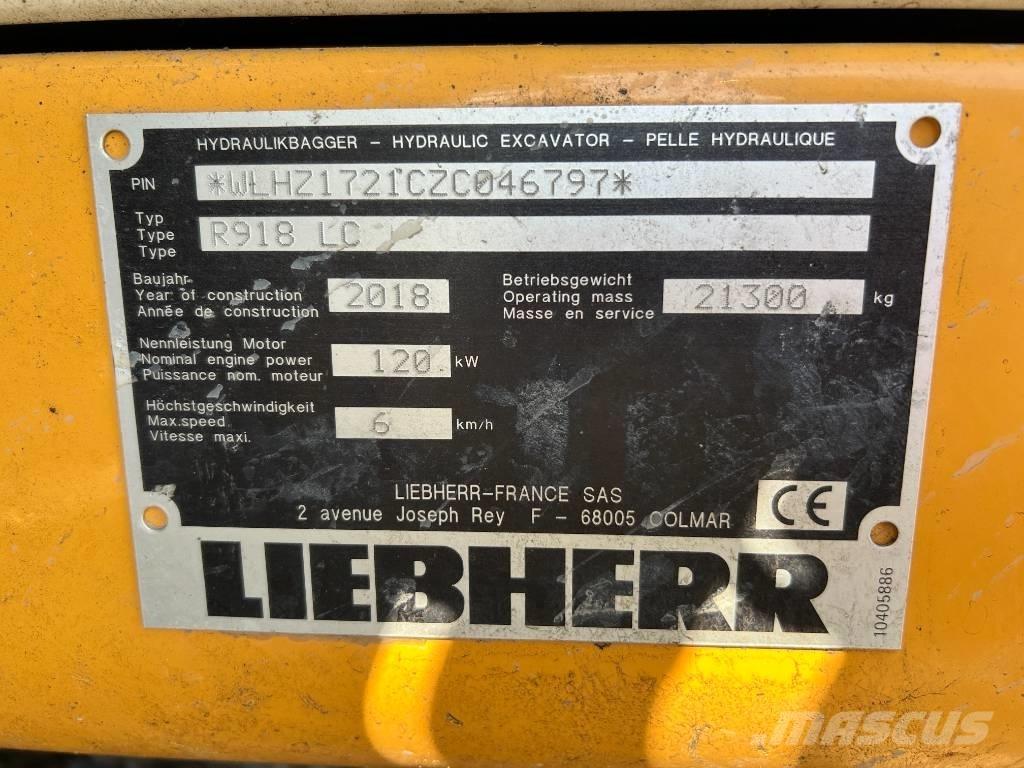 HYDRAULIKBAGGER – HYDRAULIC EXCAVATOR – PELLE HYDRAULIQUE
PIN *WLHZ1721CZC046797*
Typ
Type R918 LC
Type
Baujahr
Year of construction 2018
Année de construction
Betriebsgewicht
Operating mass 21300 kg
Masse en service
Nennleistung Motor
Nominal engine power 120 kW
Puissance nom. moteur
Höchstgeschwindigkeit
Max.speed 6 km/h
Vitesse maxi.
LIEBHERR–FRANCE SAS
2 avenue Joseph Rey F – 68005 COLMAR
CE
LIEBHERR
10405886
MASCUS